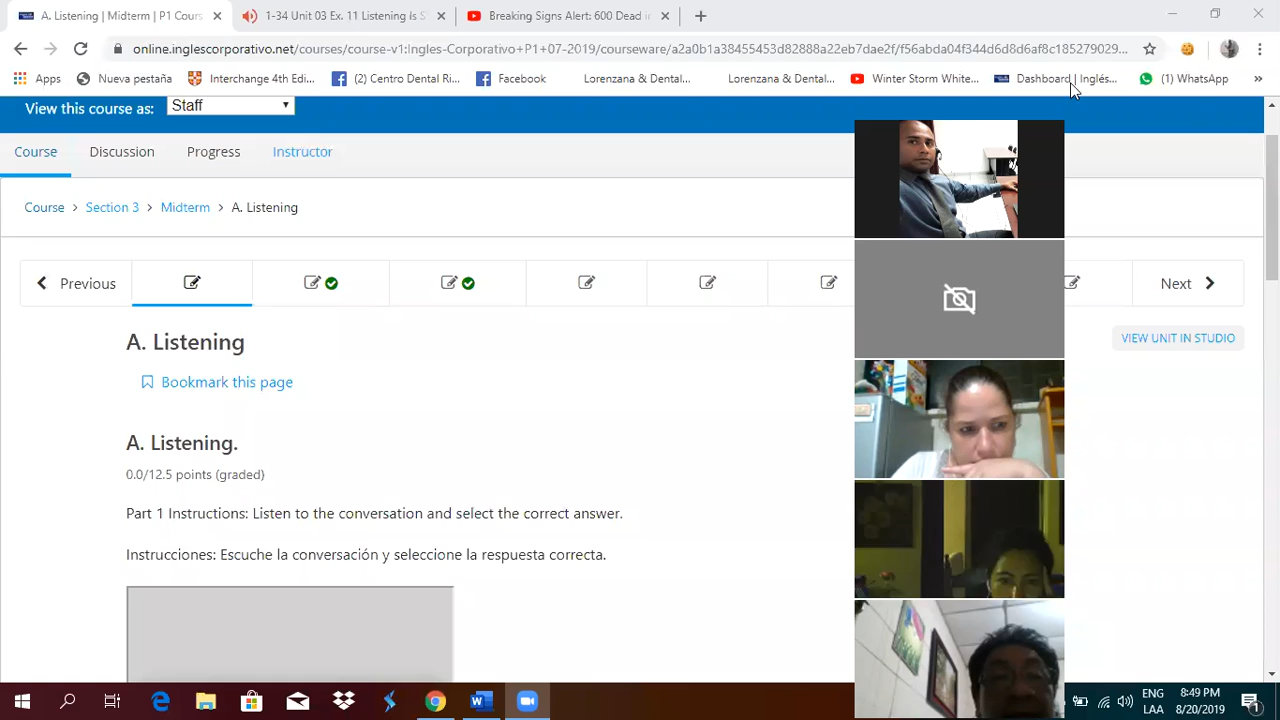 A. Listening | Midterm | P1 Cours
1-34 Unit 03 Ex. 11 Listening is S
Breaking Signs Alert: 600 Dead in
online.inglescorporativo.net/courses/course-v1:Ingles-Corporativo+P1+07-2019/courseware/a2a0b1a38455453d82888a22eb7dae2f/f56abda04f344d6d8d6af8c185279029...
Apps
Nueva pestaña
Interchange 4th Edi...
(2) Centro Dental Ri...
Facebook
Lorenzana & Dental...
Lorenzana & Dental...
Winter Storm White...
Dashboard | Inglés...
(1) WhatsApp
View this course as:
Staff
Course
Discussion
Progress
Instructor
Course > Section 3 > Midterm > A. Listening
Previous
Next
A. Listening
VIEW UNIT IN STUDIO
Bookmark this page
A. Listening.
0.0/12.5 points (graded)
Part 1 Instructions: Listen to the conversation and select the correct answer.
Instrucciones: Escuche la conversación y seleccione la respuesta correcta.
ENG
LAA
8:49 PM
8/20/2019
1